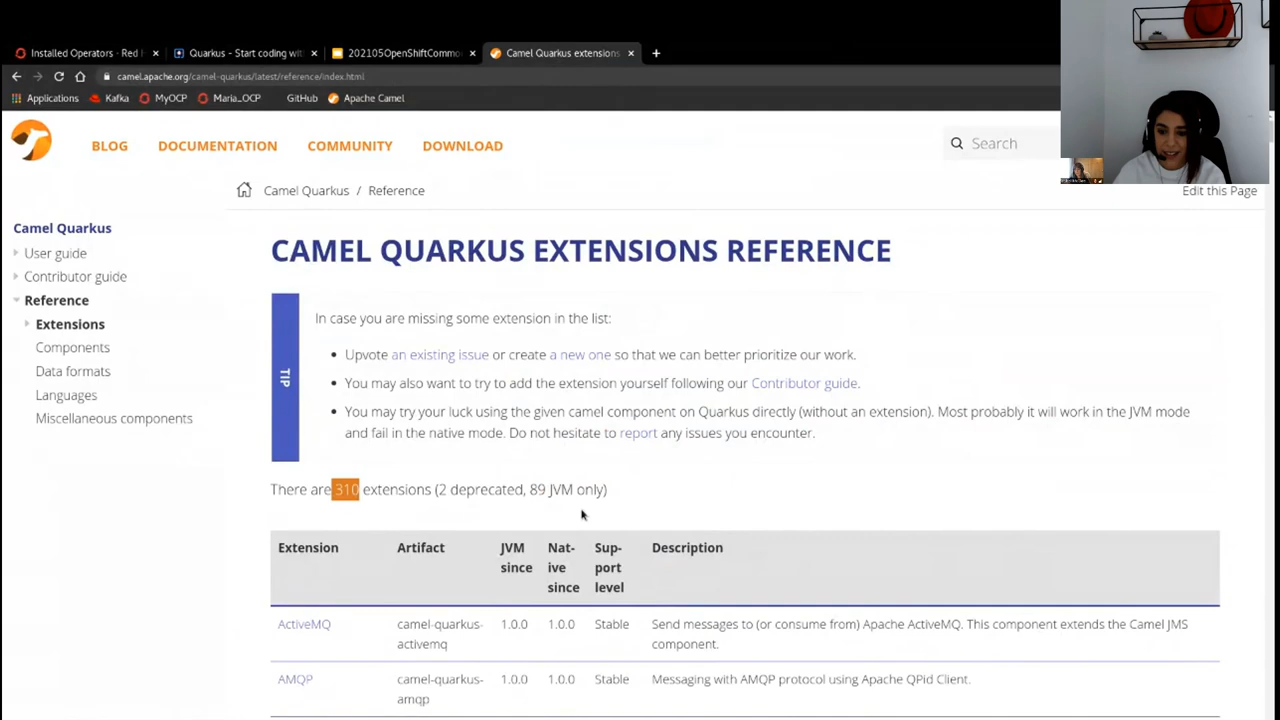 Installed Operators - Red H
Quarkus - Start coding wit
202105OpenShiftCommo
Camel Quarkus extensions
camel.apache.org/camel-quarkus/latest/reference/index.html
Applications
Kafka
MyOCP
Maria_OCP
GitHub
Apache Camel
BLOG
DOCUMENTATION
COMMUNITY
DOWNLOAD
Search
Camel Quarkus / Reference
Edit this Page
Camel Quarkus
User guide
Contributor guide
Reference
Extensions
Components
Data formats
Languages
Miscellaneous components
CAMEL QUARKUS EXTENSIONS REFERENCE
TIP
In case you are missing some extension in the list:
Upvote an existing issue or create a new one so that we can better prioritize our work.
You may also want to try to add the extension yourself following our Contributor guide.
You may try your luck using the given camel component on Quarkus directly (without an extension). Most probably it will work in the JVM mode
and fail in the native mode. Do not hesitate to report any issues you encounter.
There are 310 extensions (2 deprecated, 89 JVM only)
Extension
Artifact
JVM
since
Nat-
ive
since
Sup-
port
level
Description
ActiveMQ
camel-quarkus-
activemq
1.0.0
1.0.0
Stable
Send messages to (or consume from) Apache ActiveMQ. This component extends the Camel JMS
component.
AMQP
camel-quarkus-
amqp
1.0.0
1.0.0
Stable
Messaging with AMQP protocol using Apache QPid Client.